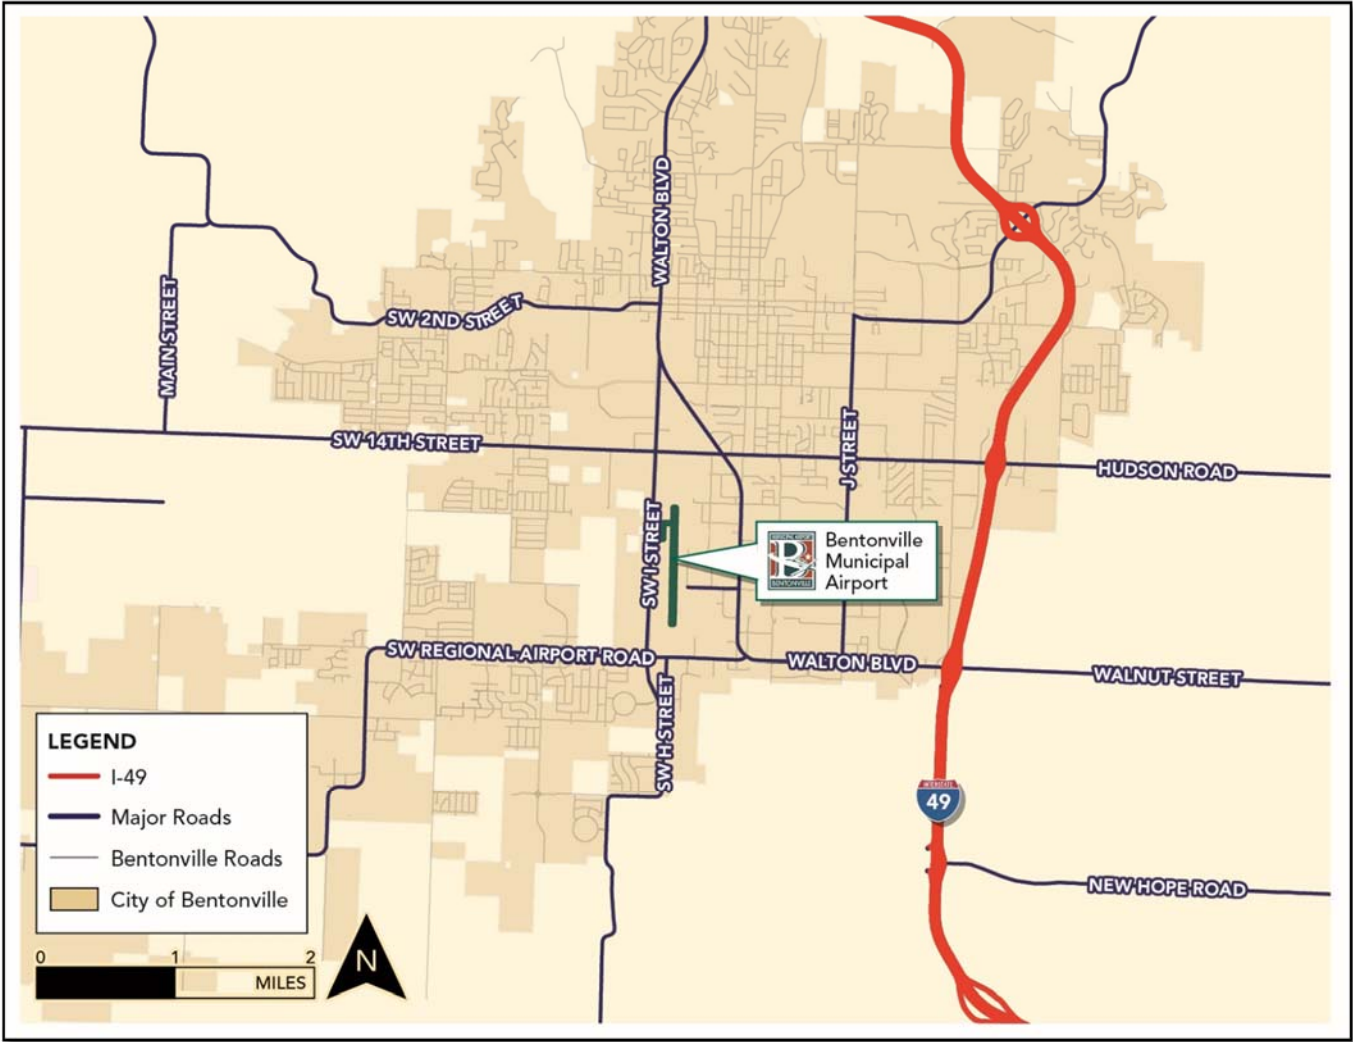 WALTON BLVD
MAIN STREET
SW 2ND STREET
SW 14TH STREET
J STREET
HUDSON ROAD
SW I STREET
B
BENTONVILLE
Bentonville
Municipal
Airport
SW REGIONAL AIRPORT ROAD
WALTON BLVD
WALNUT STREET
SW H STREET
LEGEND
I-49
Major Roads
Bentonville Roads
City of Bentonville
INTERSTATE
49
NEW HOPE ROAD
0 1 2
MILES
N